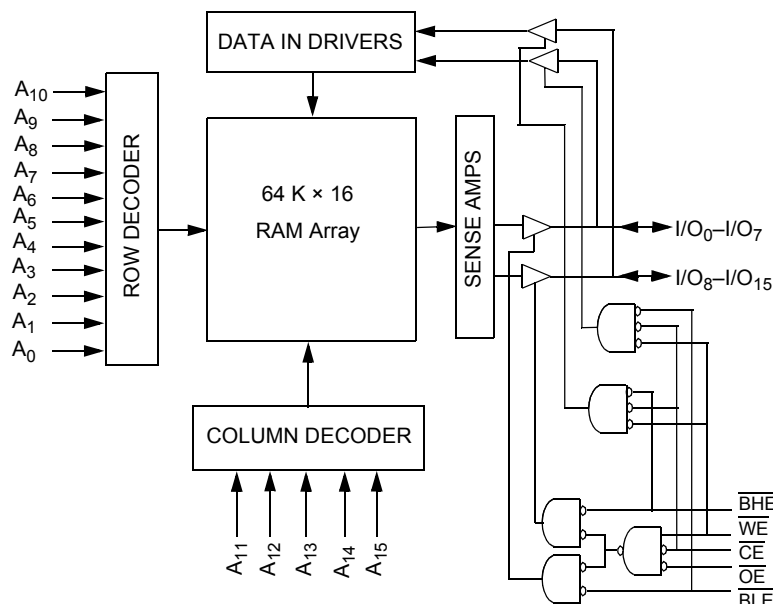 DATA IN DRIVERS
A10
A9
A8
A7
A6
A5
A4
A3
A2
A1
A0
ROW DECODER
64 K × 16
RAM Array
SENSE AMPS
I/O0–I/O7
I/O8–I/O15
COLUMN DECODER
A11
A12
A13
A14
A15
BHE
WE
CE
OE
BLE